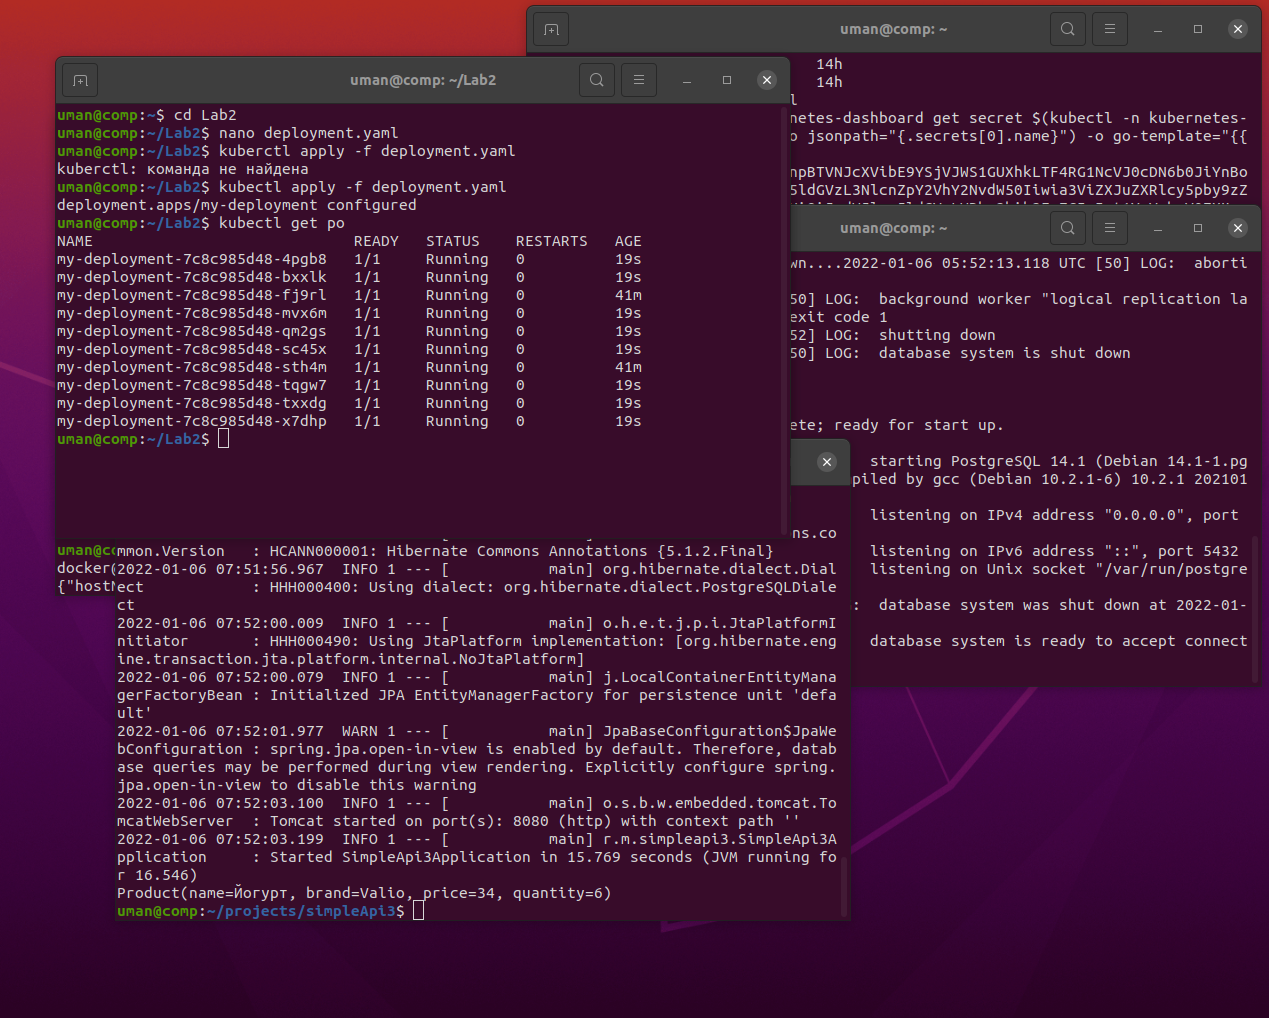 uman@comp: ~
14h
14h
l
netes-dashboard get secret $(kubectl -n kubernetes-
o jsonpath="{.secrets[0].name}") -o go-template="{{
uman@comp: ~/Lab2
uman@comp:~$ cd Lab2
uman@comp:~/Lab2$ nano deployment.yaml
uman@comp:~/Lab2$ kuberctl apply -f deployment.yaml
kuberctl: команда не найдена
uman@comp:~/Lab2$ kubectl apply -f deployment.yaml
deployment.apps/my-deployment configured
uman@comp:~/Lab2$ kubectl get po
NAME                             READY   STATUS    RESTARTS   AGE
my-deployment-7c8c985d48-4pgb8   1/1     Running   0          19s
my-deployment-7c8c985d48-bxxlk   1/1     Running   0          19s
my-deployment-7c8c985d48-fj9rl   1/1     Running   0          41m
my-deployment-7c8c985d48-mvx6m   1/1     Running   0          19s
my-deployment-7c8c985d48-qm2gs   1/1     Running   0          19s
my-deployment-7c8c985d48-sc45x   1/1     Running   0          19s
my-deployment-7c8c985d48-sth4m   1/1     Running   0          41m
my-deployment-7c8c985d48-tqgw7   1/1     Running   0          19s
my-deployment-7c8c985d48-txxdg   1/1     Running   0          19s
my-deployment-7c8c985d48-x7dhp   1/1     Running   0          19s
uman@comp:~/Lab2$
uman@comp: ~
wn....2022-01-06 05:52:13.118 UTC [50] LOG:  aborti
50] LOG:  background worker "logical replication la
exit code 1
52] LOG:  shutting down
50] LOG:  database system is shut down
ete; ready for start up.
starting PostgreSQL 14.1 (Debian 14.1-1.pg
piled by gcc (Debian 10.2.1-6) 10.2.1 202101
listening on IPv4 address "0.0.0.0", port
listening on IPv6 address "::", port 5432
listening on Unix socket "/var/run/postgre
:  database system was shut down at 2022-01-
database system is ready to accept connect
uman@c
docker@
{"host
ns.co
mmon.Version   : HCANN000001: Hibernate Commons Annotations {5.1.2.Final}
2022-01-06 07:51:56.967  INFO 1 --- [           main] org.hibernate.dialect.Dial
ect            : HHH000400: Using dialect: org.hibernate.dialect.PostgreSQLDiale
ct
2022-01-06 07:52:00.009  INFO 1 --- [           main] o.h.e.t.j.p.i.JtaPlatformI
nitiator       : HHH000490: Using JtaPlatform implementation: [org.hibernate.eng
ine.transaction.jta.platform.internal.NoJtaPlatform]
2022-01-06 07:52:00.079  INFO 1 --- [           main] j.LocalContainerEntityMana
gerFactoryBean : Initialized JPA EntityManagerFactory for persistence unit 'defa
ult'
2022-01-06 07:52:01.977  WARN 1 --- [           main] JpaBaseConfiguration$JpaWe
bConfiguration : spring.jpa.open-in-view is enabled by default. Therefore, datab
ase queries may be performed during view rendering. Explicitly configure spring.
jpa.open-in-view to disable this warning
2022-01-06 07:52:03.100  INFO 1 --- [           main] o.s.b.w.embedded.tomcat.To
mcatWebServer  : Tomcat started on port(s): 8080 (http) with context path ''
2022-01-06 07:52:03.199  INFO 1 --- [           main] r.m.simpleapi3.SimpleApi3A
pplication     : Started SimpleApi3Application in 15.769 seconds (JVM running fo
r 16.546)
Product(name=Йогурт, brand=Valio, price=34, quantity=6)
uman@comp:~/projects/simpleApi3$